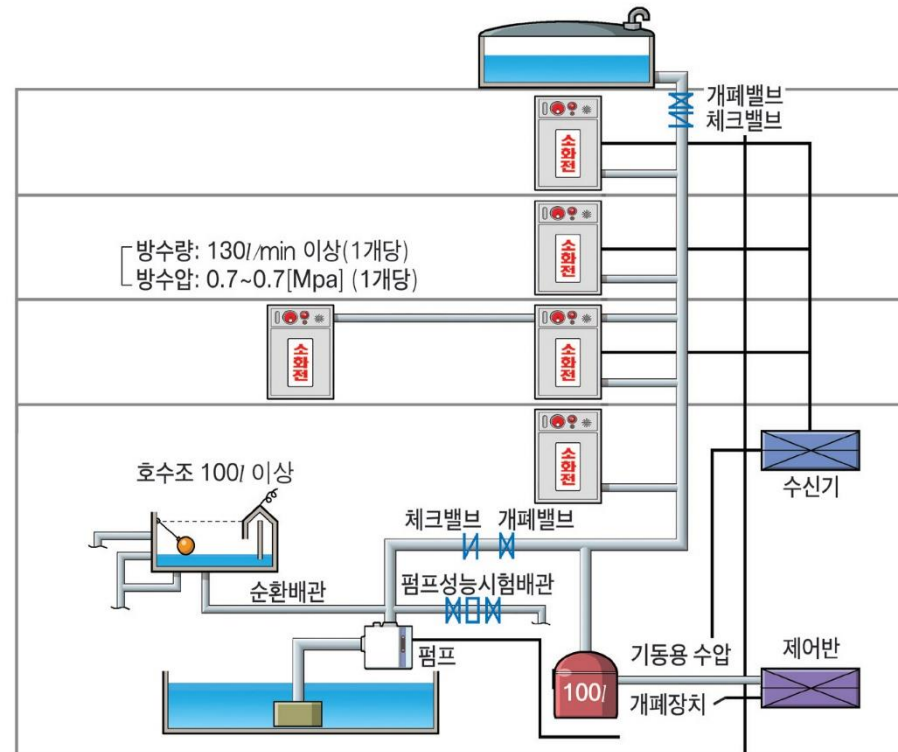 개폐밸브
체크밸브
소화전
소화전
방수량: 130l/min 이상(1개당)
방수압: 0.7~0.7[Mpa] (1개당)
소화전
소화전
소화전
호수조 100l 이상
수신기
체크밸브 개폐밸브
순환배관
펌프성능시험배관
펌프
기동용 수압
제어반
100l
개폐장치